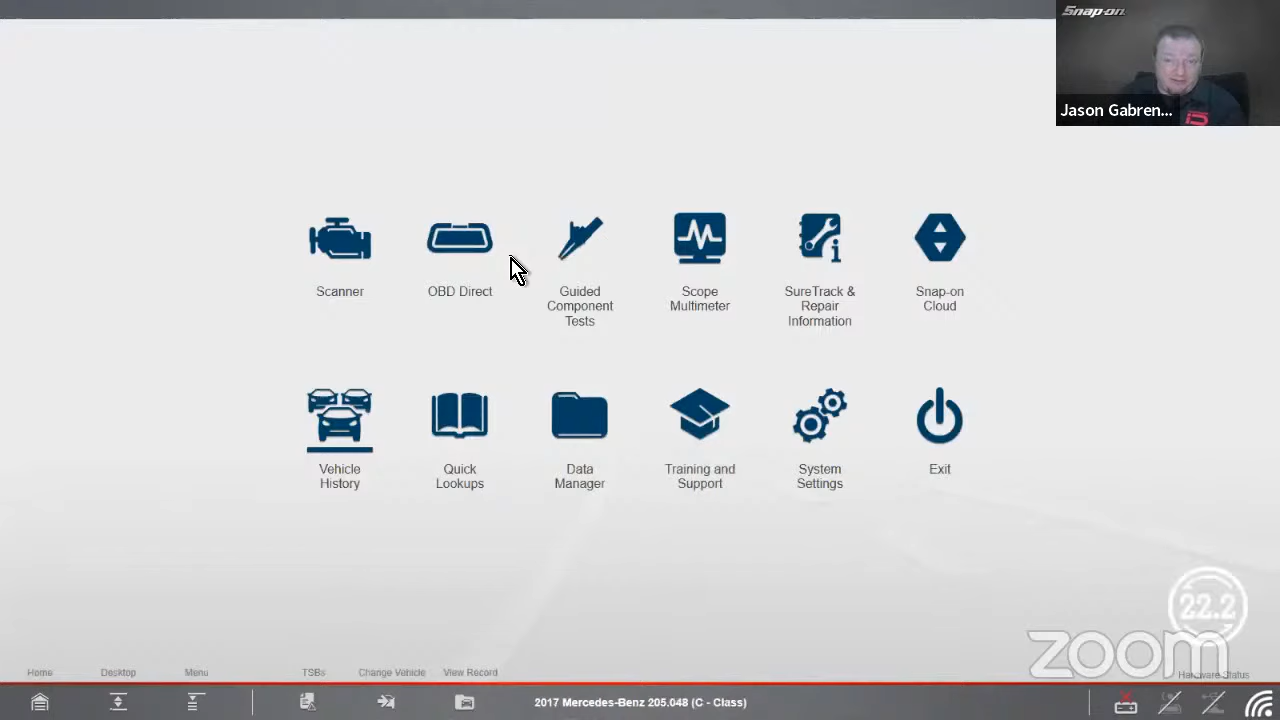 Snap-on
Jason Gabren...
Scanner
OBD Direct
Guided
Component
Tests
Scope
Multimeter
SureTrack &
Repair
Information
Snap-on
Cloud
Vehicle
History
Quick
Lookups
Data
Manager
Training and
Support
System
Settings
Exit
22.2
zoom
Home
Desktop
Menu
TSBs
Change Vehicle
View Record
Hardware Status
2017 Mercedes-Benz 205.048 (C - Class)